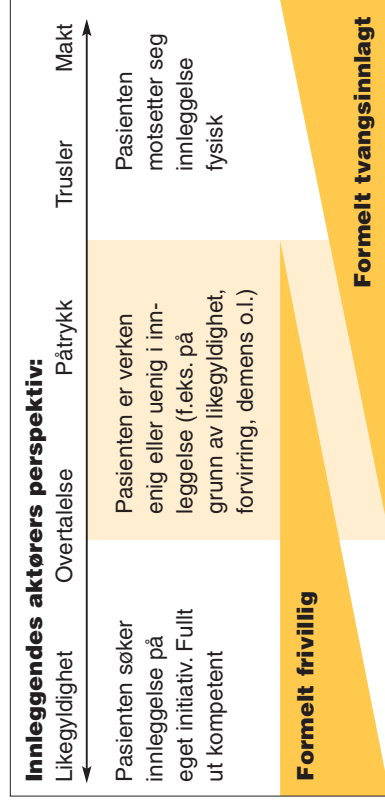 Innleggendes aktørers perspektiv:
Likegyldighet Overtalelse Påtrykk Trusler Makt
Pasienten søker
innleggelse på
eget initiativ. Fullt
ut kompetent
Pasienten er verken
enig eller uenig i inn-
leggelse (f.eks. på
grunn av likegyldighet,
forvirring, demens o.l.)
Pasienten
motsetter seg
innleggelse
fysisk
Formelt frivillig
Formelt tvangsinnlagt